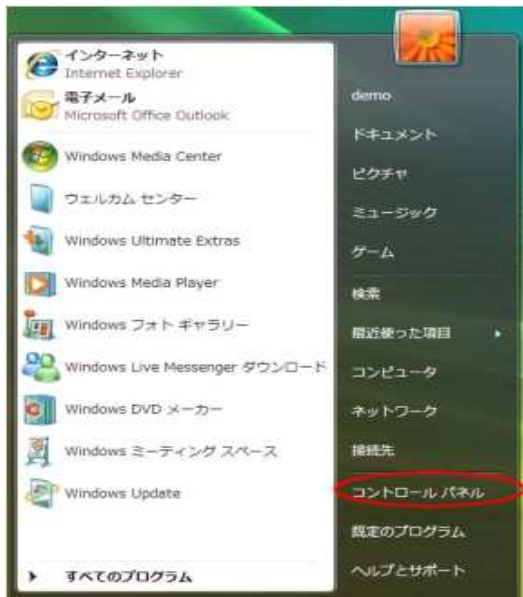 インターネット
Internet Explorer
電子メール
Microsoft Office Outlook
Windows Media Center
ウェルカム センター
Windows Ultimate Extras
Windows Media Player
Windows フォト ギャラリー
Windows Live Messenger ダウンロード
Windows DVD メーカー
Windows ミーティング スペース
Windows Update
すべてのプログラム
demo
ドキュメント
ピクチャ
ミュージック
ゲーム
検索
最近使った項目
コンピュータ
ネットワーク
接続先
コントロール パネル
既定のプログラム
ヘルプとサポート